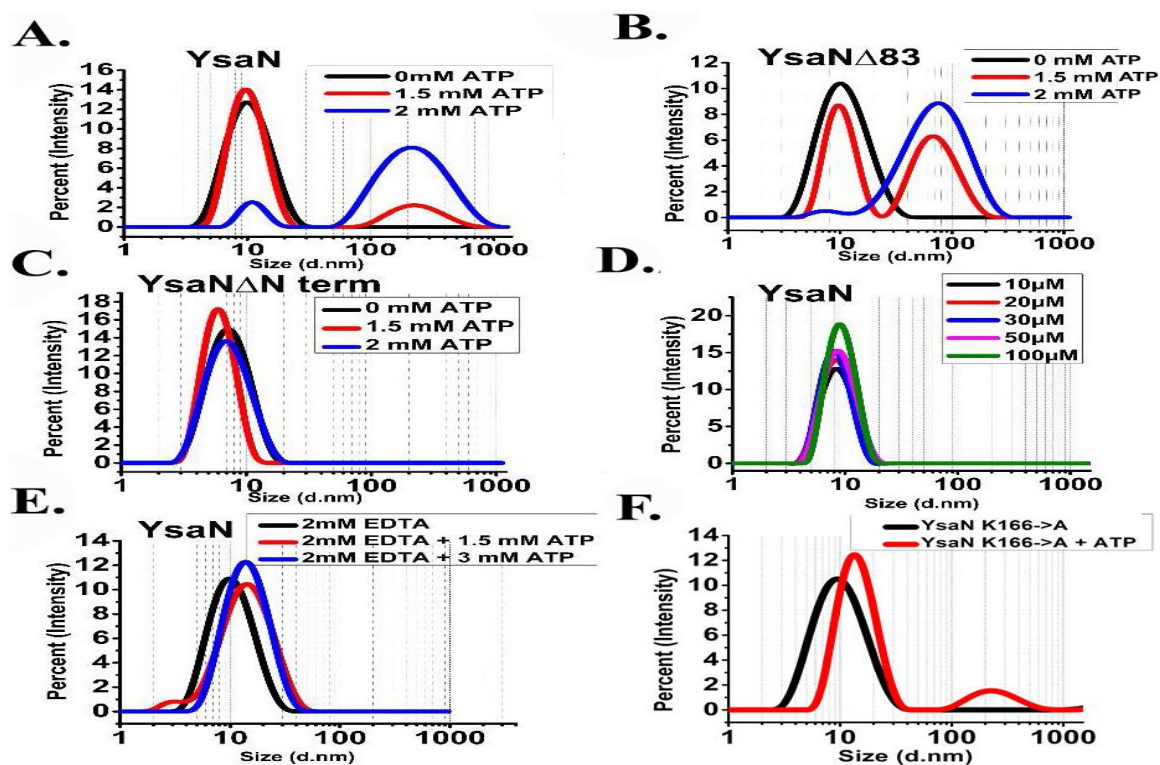 A.
YsaN
0mM ATP
1.5 mM ATP
2 mM ATP
Percent (Intensity)
16
14
12
10
8
6
4
2
0
1 10 100 1000
Size (d.nm)
B.
YsaNΔ83
0 mM ATP
1.5 mM ATP
2 mM ATP
Percent (Intensity)
12
10
8
6
4
2
0
1 10 100 1000
Size (d.nm)
C.
YsaNΔN term
0 mM ATP
1.5 mM ATP
2 mM ATP
Percent (Intensity)
18
16
14
12
10
8
6
4
2
0
1 10 100 1000
Size (d.nm)
D.
YsaN
10µM
20µM
30µM
50µM
100µM
Percent (Intensity)
20
15
10
5
0
1 10 100 1000
Size (d.nm)
E.
YsaN
2mM EDTA
2mM EDTA + 1.5 mM ATP
2mM EDTA + 3 mM ATP
Percent (Intensity)
14
12
10
8
6
4
2
0
1 10 100 1000
Size (d.nm)
F.
YsaN K166->A
YsaN K166->A + ATP
Percent (Intensity)
14
12
10
8
6
4
2
0
1 10 100 1000
Size (d.nm)